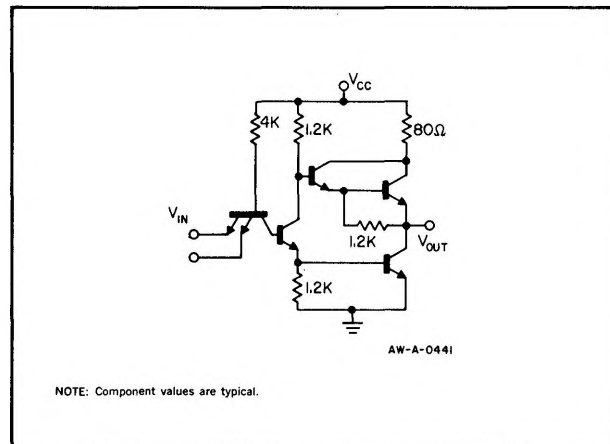 VCC
4K
1.2K
80Ω
VIN
1.2K
VOUT
1.2K
AW-A-0441
NOTE: Component values are typical.